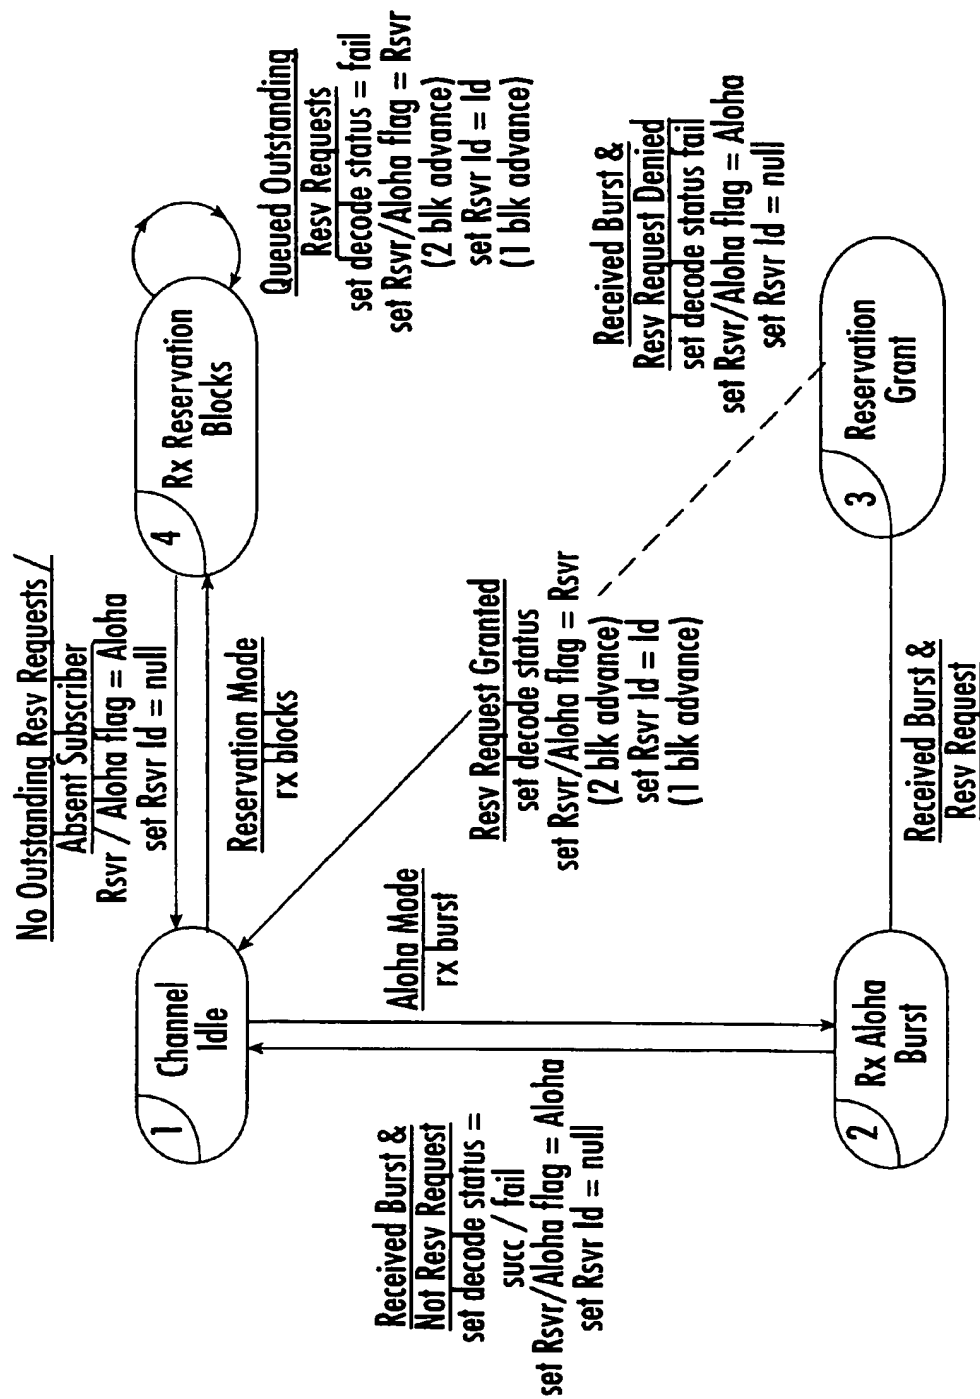 No Outstanding Resv Requests /
Absent Subscriber
Rsvr / Aloha flag = Aloha
set Rsvr Id = null
1
Channel
Idle
4
Rx Reservation
Blocks
Reservation Mode
rx blocks
Queued Outstanding
Resv Requests
set decode status = fail
set Rsvr/Aloha flag = Rsvr
(2 blk advance)
set Rsvr Id = Id
(1 blk advance)
Received Burst &
Not Resv Request
set decode status =
succ / fail
set Rsvr/Aloha flag = Aloha
set Rsvr Id = null
Aloha Mode
rx burst
Resv Request Granted
set decode status
set Rsvr/Aloha flag = Rsvr
(2 blk advance)
set Rsvr Id = Id
(1 blk advance)
Received Burst &
Resv Request Denied
set decode status fail
set Rsvr/Aloha flag = Aloha
set Rsvr Id = null
2
Rx Aloha
Burst
3
Reservation
Grant
Received Burst &
Resv Request